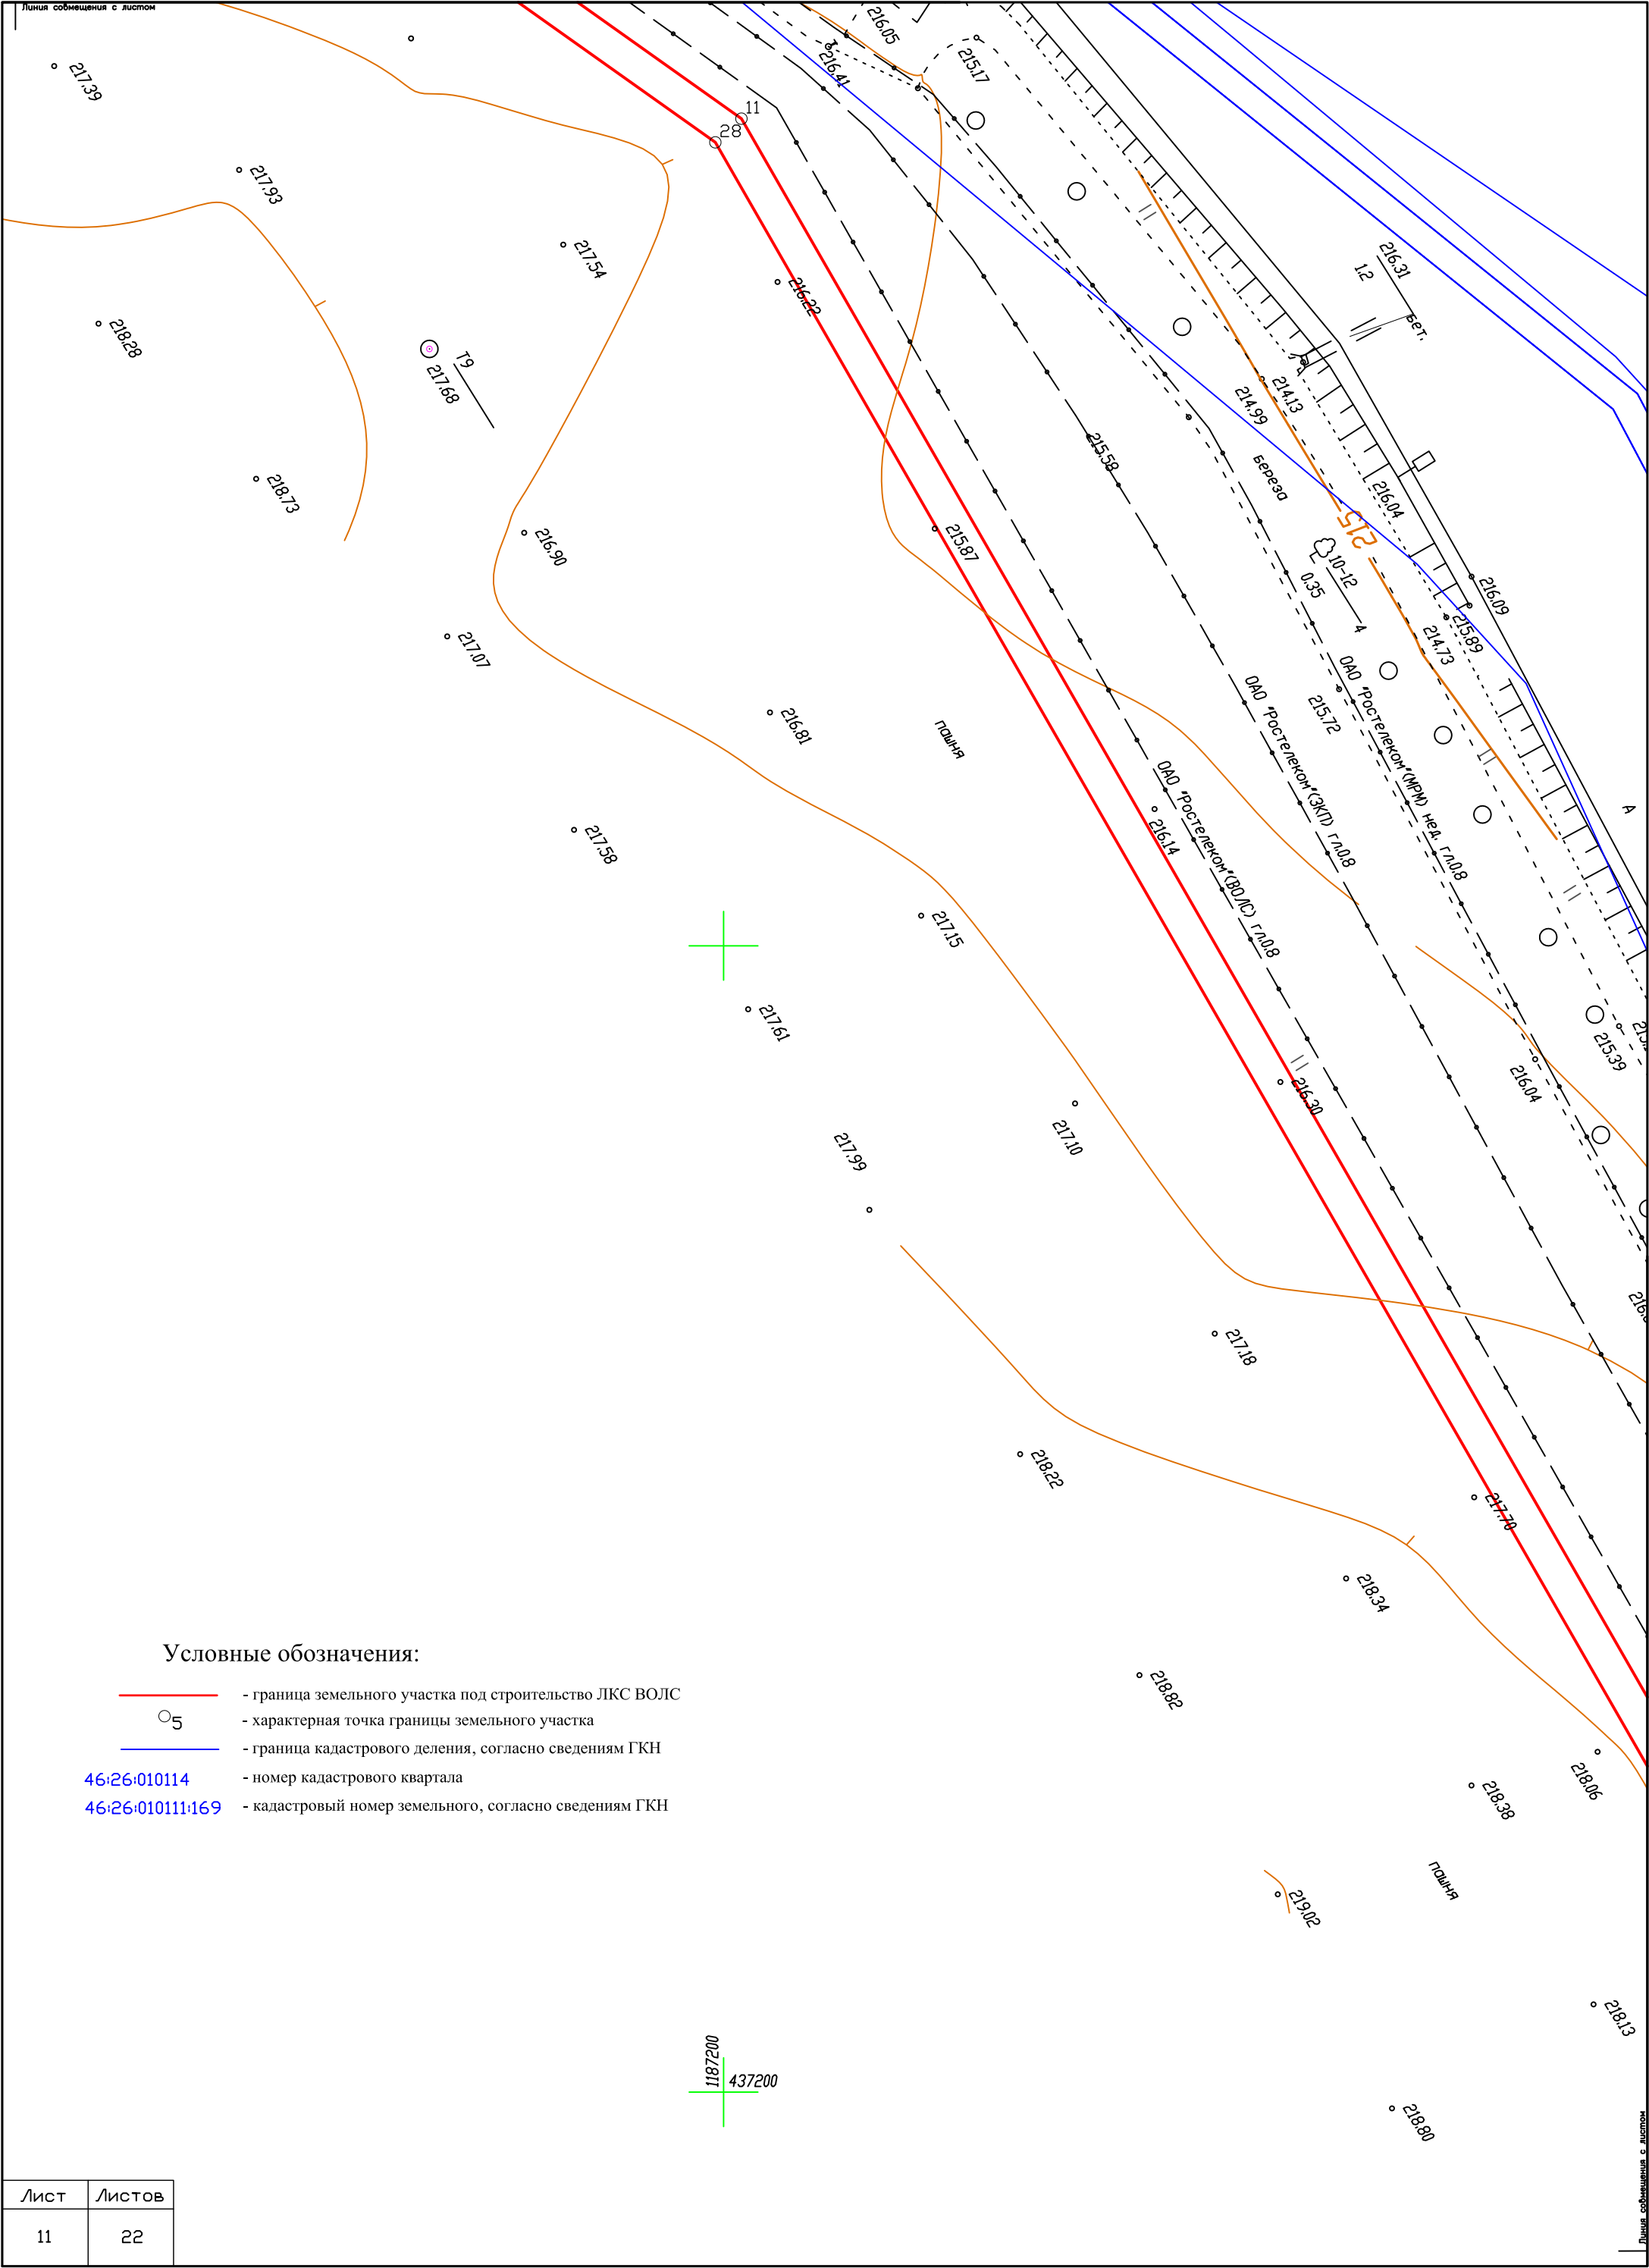 Линия совмещения с листом
217.39
216.05
216.41
215.17
11
28
217.93
217.54
216.22
216.31
1.2
бет.
218.28
Т9
217.68
214.13
214.99
215.58
береза
218.73
216.04
215
216.90
215.87
10-12
0.35
4
216.09
215.89
214.73
217.07
216.81
пашня
215.72
ОАО "Ростелеком"(ВОЛС) гл.0.8
ОАО "Ростелеком"(ЗКП) гл.0.8
ОАО "Ростелеком"(МРМ) нед. гл.0.8
А
216.14
217.58
217.15
217.61
215.39
216.04
216.30
217.10
217.99
217.18
218.22
217.70
218.34
218.82
Условные обозначения:
- граница земельного участка под строительство ЛКС ВОЛС
5 - характерная точка границы земельного участка
- граница кадастрового деления, согласно сведениям ГКН
46:26:010114 - номер кадастрового квартала
46:26:010111:169 - кадастровый номер земельного, согласно сведениям ГКН
218.06
218.38
пашня
219.02
218.13
1187200
437200
218.80
Линия совмещения с листом
Лист Листов
11 22